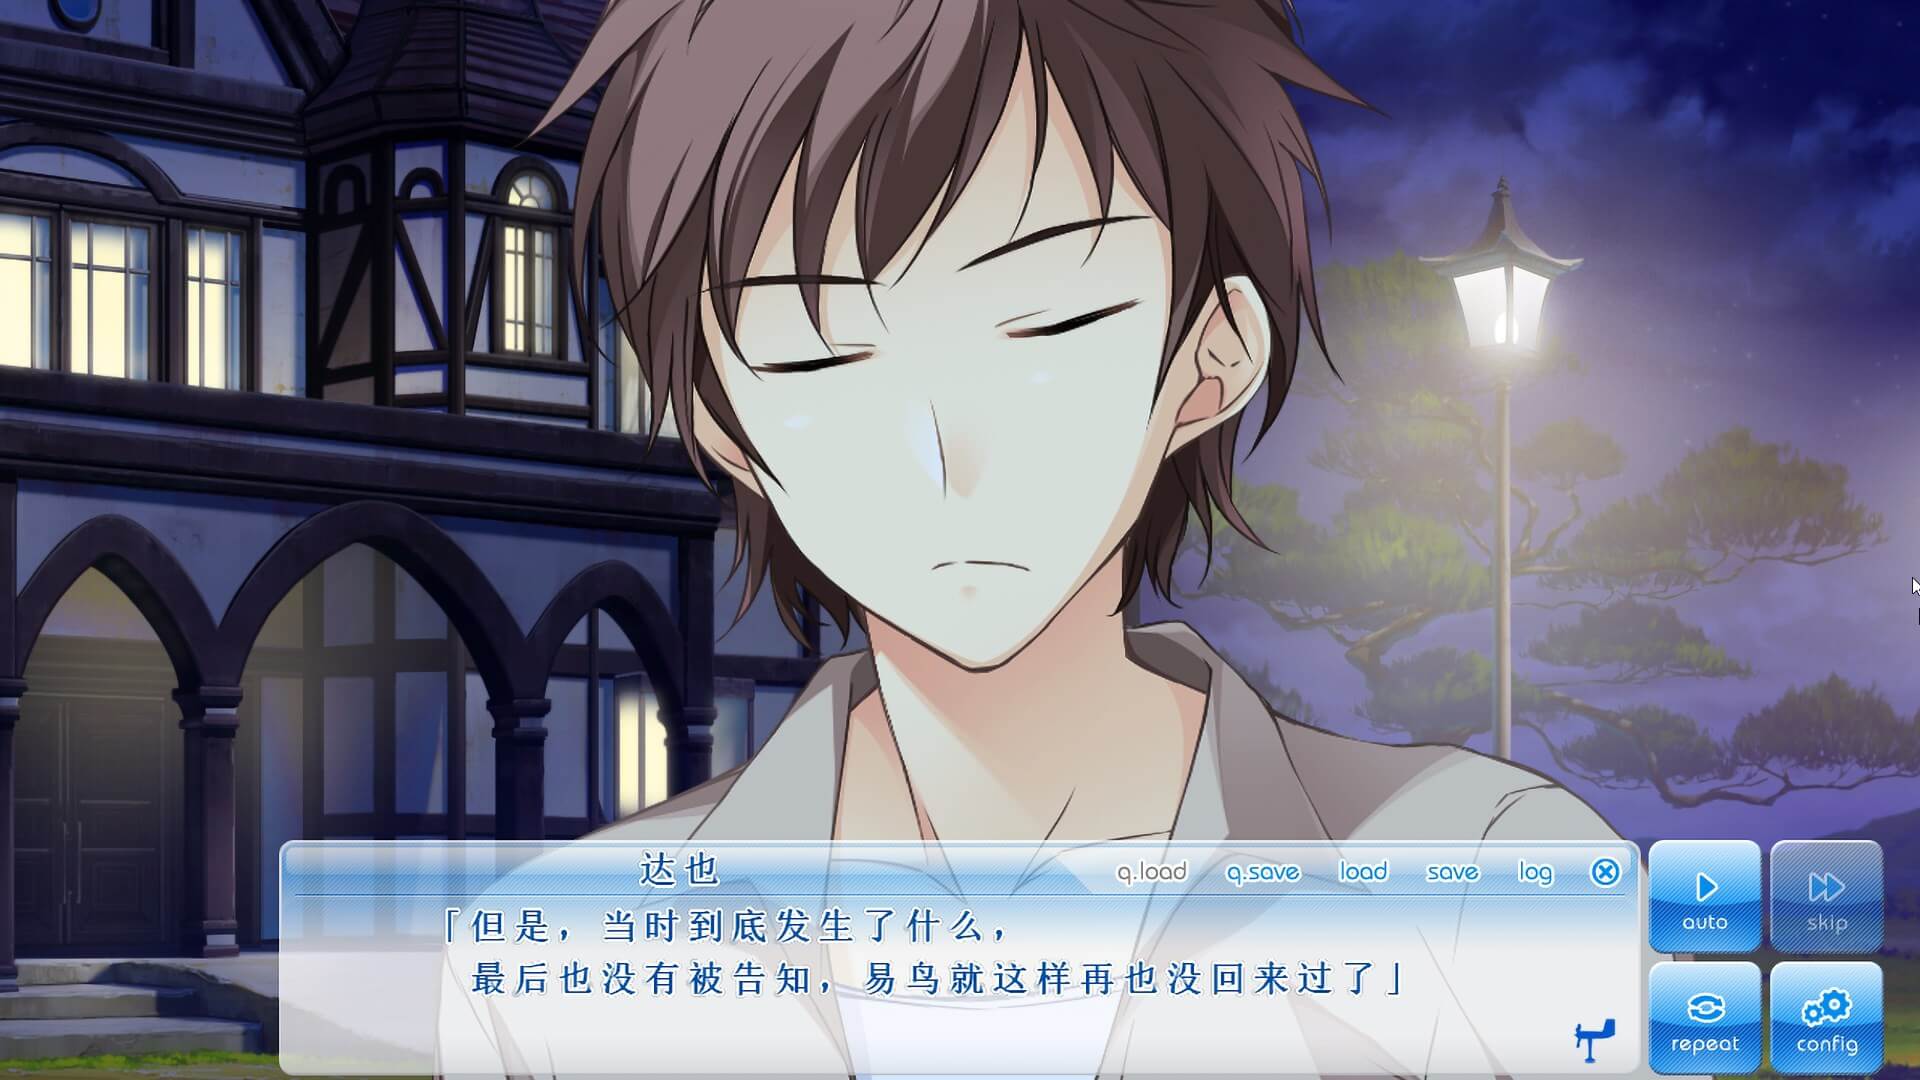 达也
q.load q.save load save log
「但是，当时到底发生了什么，
最后也没有被告知，易鸟就这样再也没回来过了」
auto
skip
repeat
config